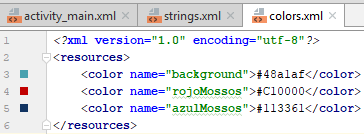 activity_main.xml × strings.xml × colors.xml ×
1 <?xml version="1.0" encoding="utf-8"?>
2 <resources>
3 <color name="background">#48a1af</color>
4 <color name="rojoMossos">#C10000</color>
5 <color name="azulMossos">#113361</color>
6 </resources>